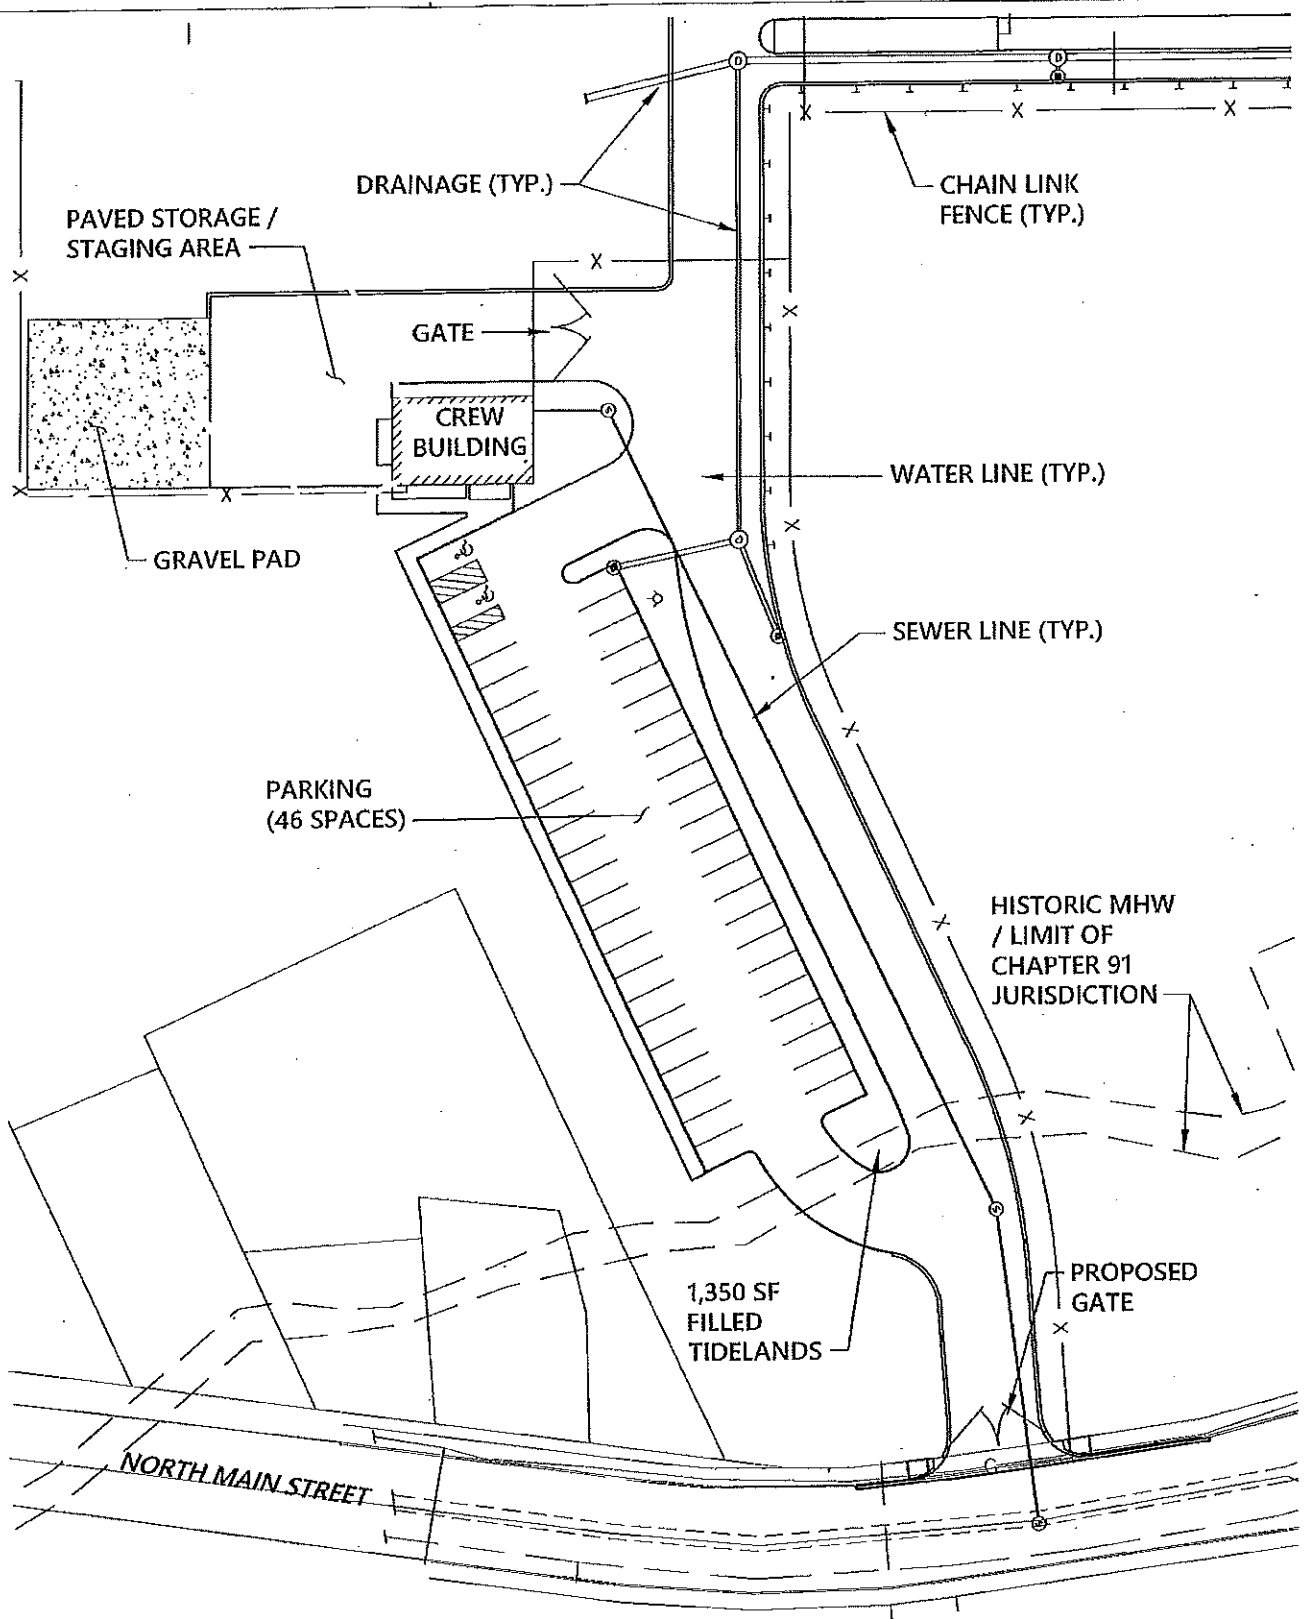 DRAINAGE (TYP.)
CHAIN LINK
FENCE (TYP.)
PAVED STORAGE /
STAGING AREA
GATE
CREW
BUILDING
WATER LINE (TYP.)
GRAVEL PAD
SEWER LINE (TYP.)
PARKING
(46 SPACES)
HISTORIC MHW
/ LIMIT OF
CHAPTER 91
JURISDICTION
1,350 SF
FILLED
TIDELANDS
PROPOSED
GATE
NORTH MAIN STREET